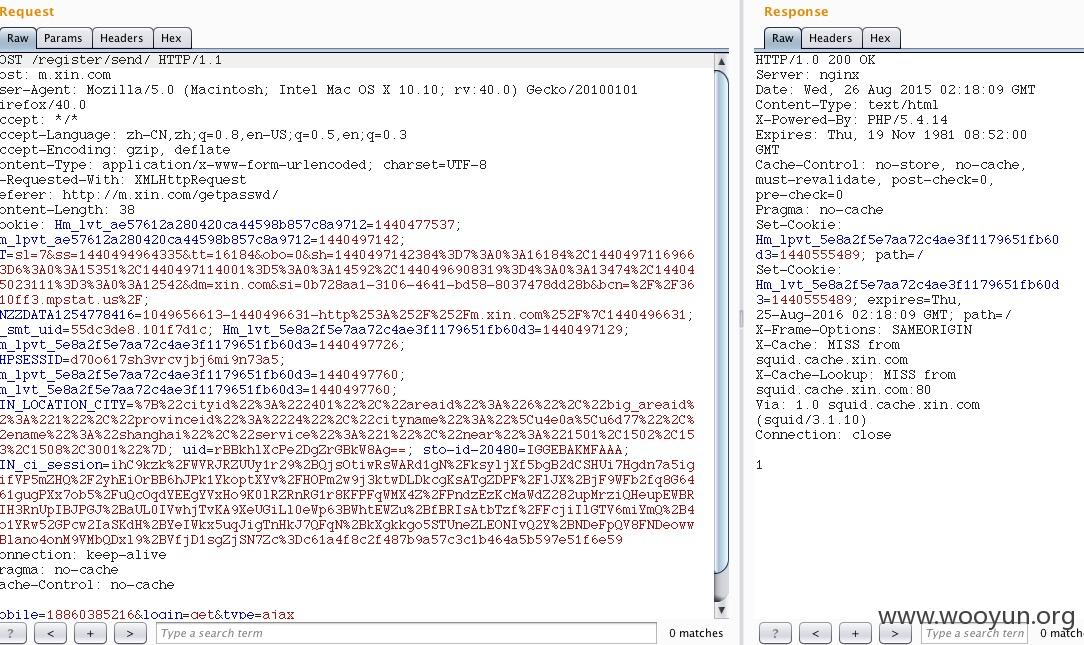 Request
Raw
Params
Headers
Hex
OST /register/send/ HTTP/1.1
ost: m.xin.com
ser-Agent: Mozilla/5.0 (Macintosh; Intel Mac OS X 10.10; rv:40.0) Gecko/20100101
irefox/40.0
ccept: */*
ccept-Language: zh-CN,zh;q=0.8,en-US;q=0.5,en;q=0.3
ccept-Encoding: gzip, deflate
ontent-Type: application/x-www-form-urlencoded; charset=UTF-8
-Requested-With: XMLHttpRequest
eferer: http://m.xin.com/getpasswd/
ontent-Length: 38
ookie: Hm_lvt_ae57612a280420ca44598b857c8a9712=1440477537;
m_lpvt_ae57612a280420ca44598b857c8a9712=1440497142;
T=sl=7&ss=1440494964335&tt=16184&obo=0&sh=1440497142384%3D7%3A0%3A16184%2C1440497116966
3D6%3A0%3A15351%2C1440497114001%3D5%3A0%3A14592%2C1440496908319%3D4%3A0%3A13474%2C14404
5023111%3D3%3A0%3A12542&dm=xin.com&si=0b728aa1-3106-4641-bd58-8037478dd28b&bcn=%2F%2F36
10ff3.mpstat.us%2F;
NZZDATA1254778416=1049656613-1440496631-http%253A%252F%252Fm.xin.com%252F%7C1440496631;
_smt_uid=55dc3de8.101f7d1c; Hm_lvt_5e8a2f5e7aa72c4ae3f1179651fb60d3=1440497129;
m_lpvt_5e8a2f5e7aa72c4ae3f1179651fb60d3=1440497726;
HPSESSID=d70o617sh3vrcvjbj6mi9n73a5;
m_lpvt_5e8a2f5e7aa72c4ae3f1179651fb60d3=1440497760;
m_lvt_5e8a2f5e7aa72c4ae3f1179651fb60d3=1440497760;
IN_LOCATION_CITY=%7B%22cityid%22%3A%222401%22%2C%22areaid%22%3A%226%22%2C%22big_areaid%
2%3A%221%22%2C%22provinceid%22%3A%2224%22%2C%22cityname%22%3A%22%5Cu4e0a%5Cu6d77%22%2C%
2ename%22%3A%22shanghai%22%2C%22service%22%3A%221%22%2C%22near%22%3A%221501%2C1502%2C15
3%2C1508%2C3001%22%7D; uid=rBBkhlXcPe2DgZrGBkW8Ag==; sto-id-20480=IGGEBAKMFAAA;
IN_ci_session=ihC9kzk%2FWVRJRZUUy1r29%2BQjsOtiwRsWARd1gN%2FksyljXf5bgB2dCSHUi7Hgdn7a5ig
ifVP5mZHQ%2F2yhEiOrBB6hJPk1YkoptXYv%2FHOPm2w9j3ktwDLDkcgKsATgZDPF%2FlJX%2BjF9WFb2fq8G64
61gugPXx7ob5%2FuQcOqdYEEgYVxHo9K0lRZRnRG1r8KFPFqWMX4Z%2FPndzEzKcMaWdZ282upMrziQHeupEWBR
IH3RnUpIBJPGJ%2BaUL0IVwhjTvKA9XeUGiLl0eWp63BWhtEWZu%2BfBRIsAtbTzf%2FFcjiIlGTV6miYmQ%2B4
o1YRw52GPcw2IaSKdH%2BYeIWkx5uqJigTnHkJ7QFqN%2BkXgkkgo5STUneZLEONIvQ2Y%2BNDeFpQV8FNDeoww
Blano4onM9VMbQDxl9%2BVfjD1sgZjSN7Zc%3Dc61a4f8c2f487b9a57c3c1b464a5b597e51f6e59
onnection: keep-alive
ragma: no-cache
ache-Control: no-cache
obile=18860385216&login=get&type=ajax
?
<
+
>
Type a search term
0 matches
Response
Raw
Headers
Hex
HTTP/1.0 200 OK
Server: nginx
Date: Wed, 26 Aug 2015 02:18:09 GMT
Content-Type: text/html
X-Powered-By: PHP/5.4.14
Expires: Thu, 19 Nov 1981 08:52:00
GMT
Cache-Control: no-store, no-cache,
must-revalidate, post-check=0,
pre-check=0
Pragma: no-cache
Set-Cookie:
Hm_lpvt_5e8a2f5e7aa72c4ae3f1179651fb60
d3=1440555489; path=/
Set-Cookie:
Hm_lvt_5e8a2f5e7aa72c4ae3f1179651fb60d
3=1440555489; expires=Thu,
25-Aug-2016 02:18:09 GMT; path=/
X-Frame-Options: SAMEORIGIN
X-Cache: MISS from
squid.cache.xin.com
X-Cache-Lookup: MISS from
squid.cache.xin.com:80
Via: 1.0 squid.cache.xin.com
(squid/3.1.10)
Connection: close
1
?
<
+
>
Type a search term
0 match
www.wooyun.org